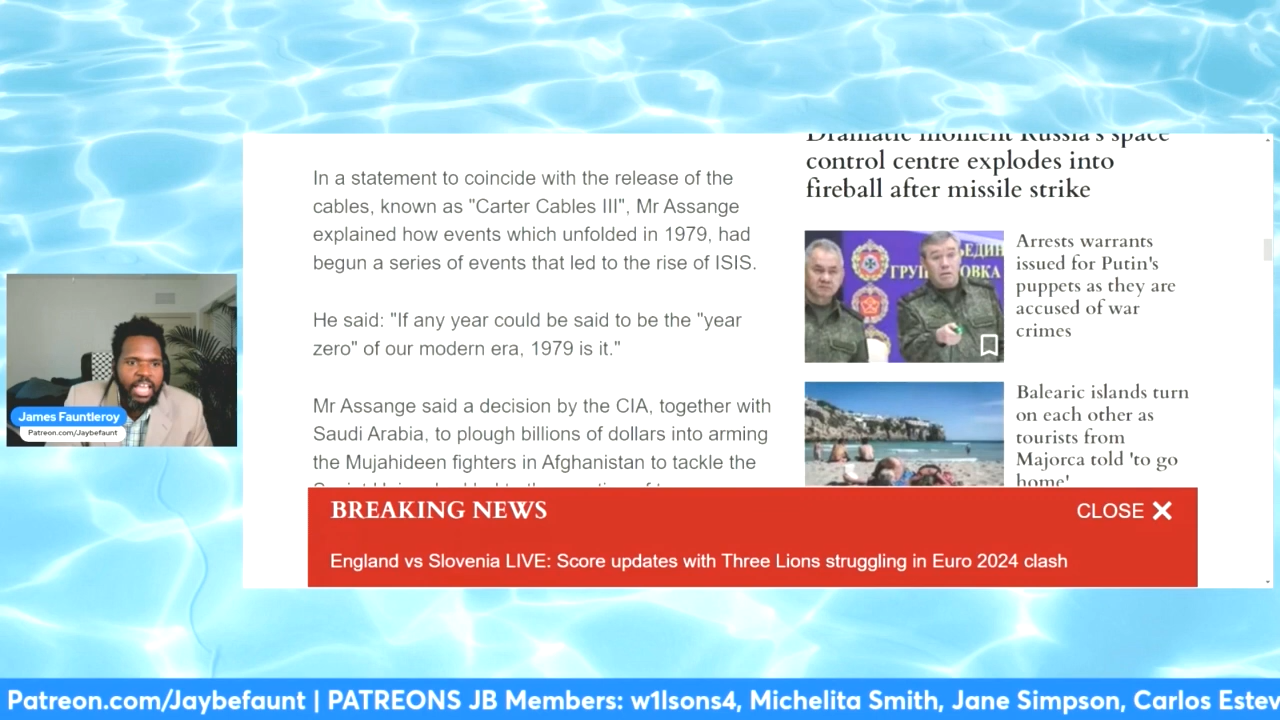 Dramatic moment Russia's space
control centre explodes into
fireball after missile strike
In a statement to coincide with the release of the
cables, known as "Carter Cables III", Mr Assange
explained how events which unfolded in 1979, had
begun a series of events that led to the rise of ISIS.
He said: "If any year could be said to be the "year
zero" of our modern era, 1979 is it."
Mr Assange said a decision by the CIA, together with
Saudi Arabia, to plough billions of dollars into arming
the Mujahideen fighters in Afghanistan to tackle the
ЕДИН
ГРУ
ОВКА
Arrests warrants
issued for Putin's
puppets as they are
accused of war
crimes
Balearic islands turn
on each other as
tourists from
Majorca told 'to go
home'
James Fauntleroy
Patreon.com/Jaybefaunt
BREAKING NEWS
CLOSE
England vs Slovenia LIVE: Score updates with Three Lions struggling in Euro 2024 clash
Patreon.com/Jaybefaunt | PATREONS JB Members: w1lsons4, Michelita Smith, Jane Simpson, Carlos Estev